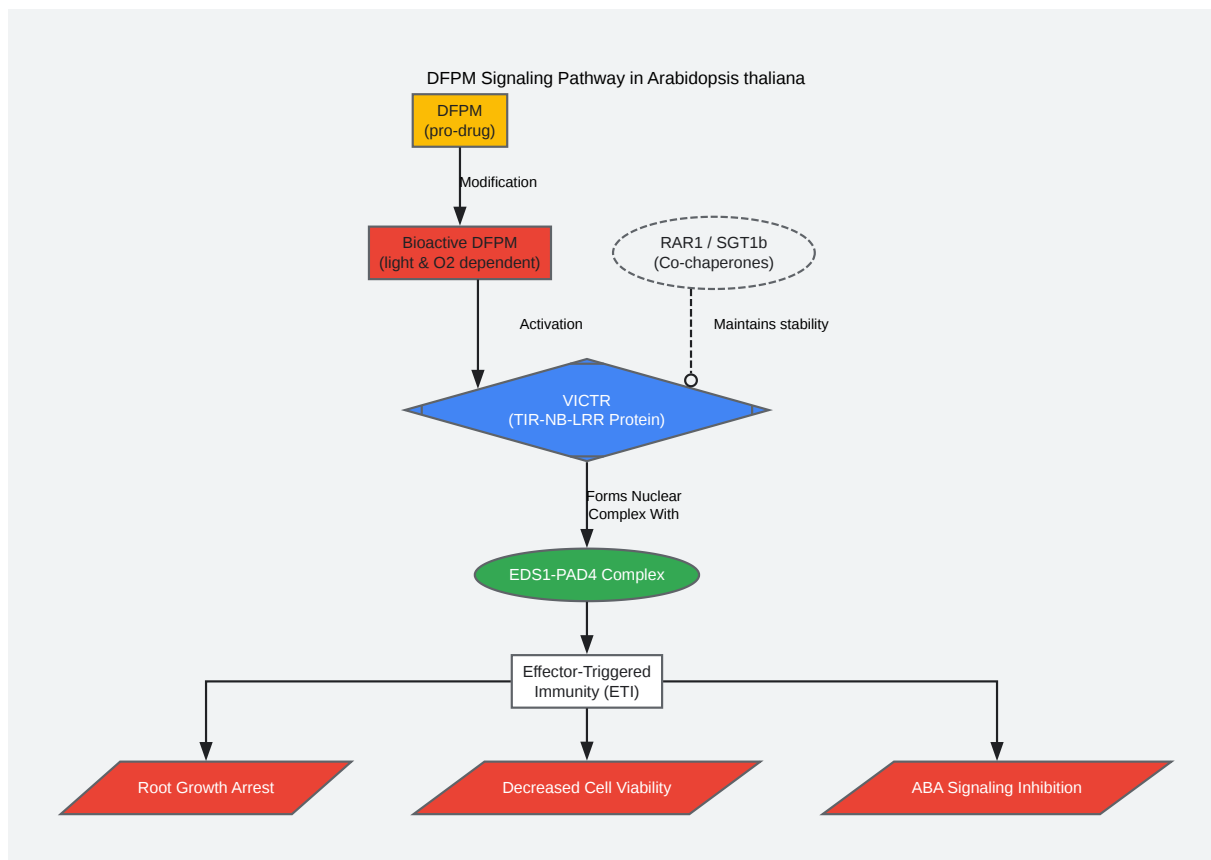 DFPM Signaling Pathway in Arabidopsis thaliana
DFPM
(pro-drug)
Modification
Bioactive DFPM
(light & O2 dependent)
RAR1 / SGT1b
(Co-chaperones)
Activation
Maintains stability
VICTR
(TIR-NB-LRR Protein)
Forms Nuclear
Complex With
EDS1-PAD4 Complex
Effector-Triggered
Immunity (ETI)
Root Growth Arrest
Decreased Cell Viability
ABA Signaling Inhibition